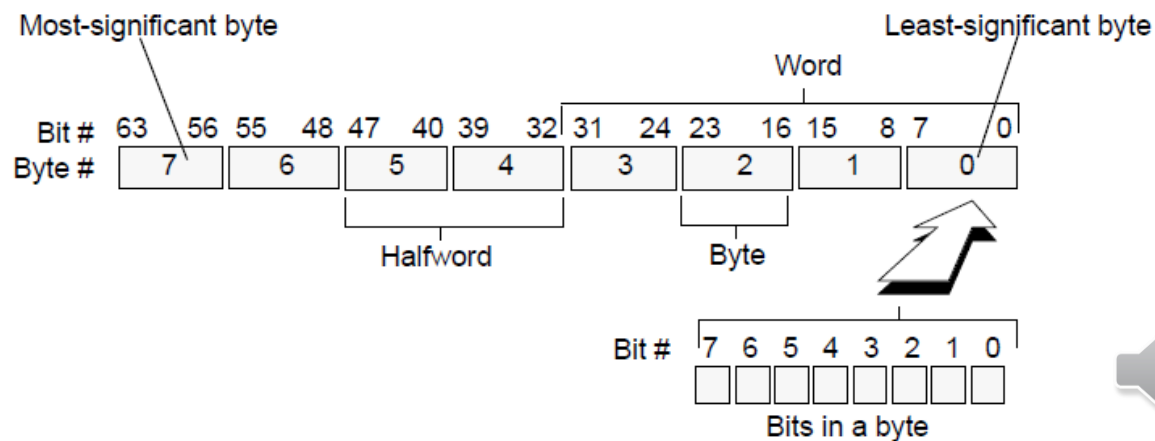 Most-significant byte Least-significant byte
Word
Bit # 63 56 55 48 47 40 39 32 31 24 23 16 15 8 7 0
Byte # 7 6 5 4 3 2 1 0
Halfword Byte
Bit # 7 6 5 4 3 2 1 0
Bits in a byte